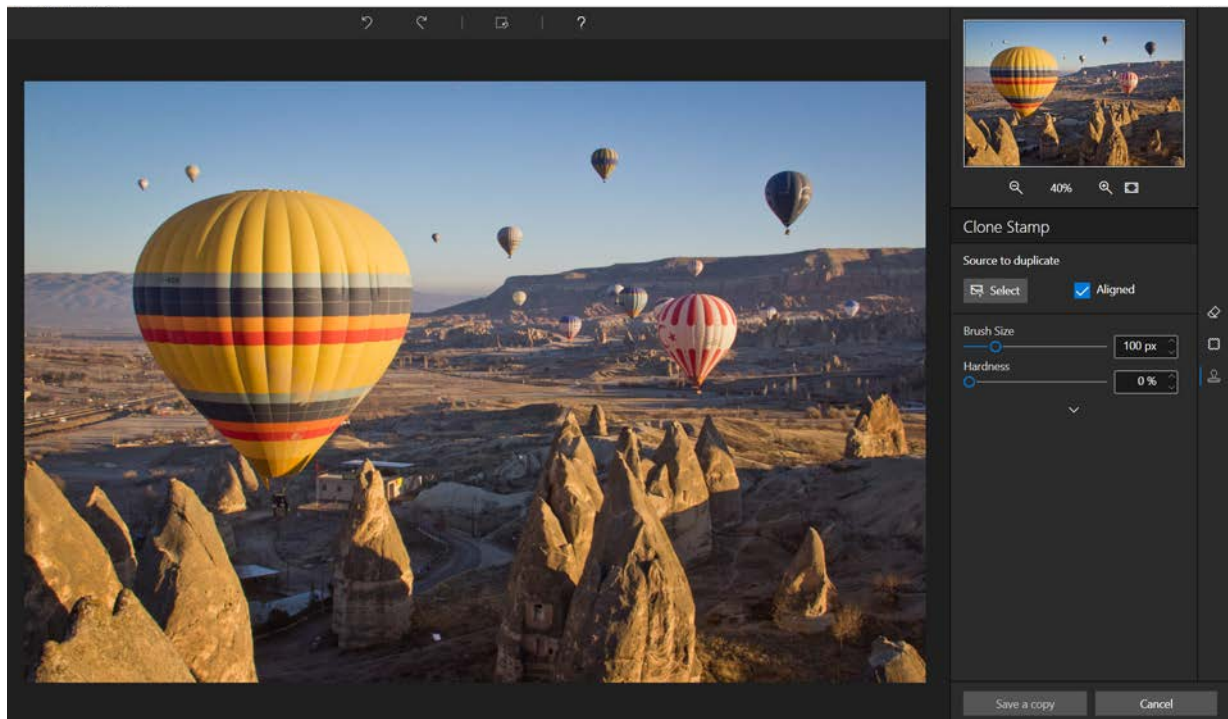 ?
40%
Clone Stamp
Source to duplicate
Select
Aligned
Brush Size
100 px
Hardness
0 %
Save a copy
Cancel